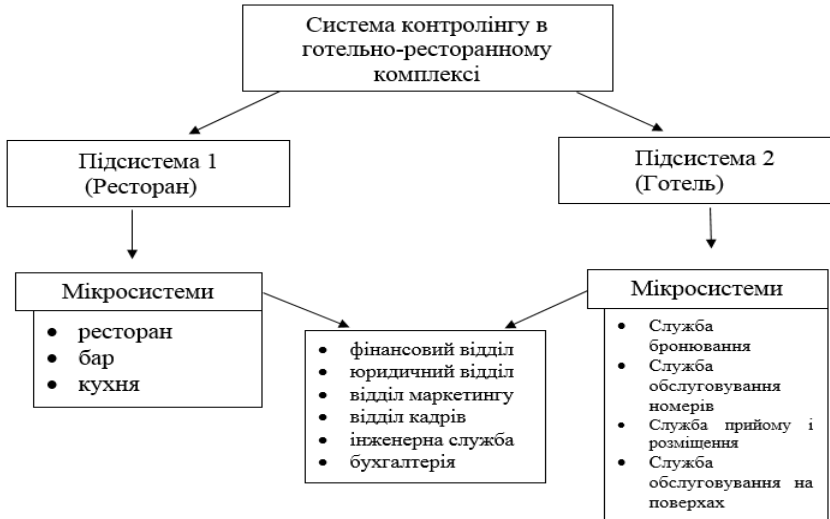 Система контролінгу в
готельно-ресторанному
комплексі
Підсистема 1
(Ресторан)
Підсистема 2
(Готель)
Мікросистеми
• ресторан
• бар
• кухня
• фінансовий відділ
• юридичний відділ
• відділ маркетингу
• відділ кадрів
• інженерна служба
• бухгалтерія
Мікросистеми
• Служба
бронювання
• Служба
обслуговування
номерів
• Служба прийому і
розміщення
• Служба
обслуговування на
поверхах